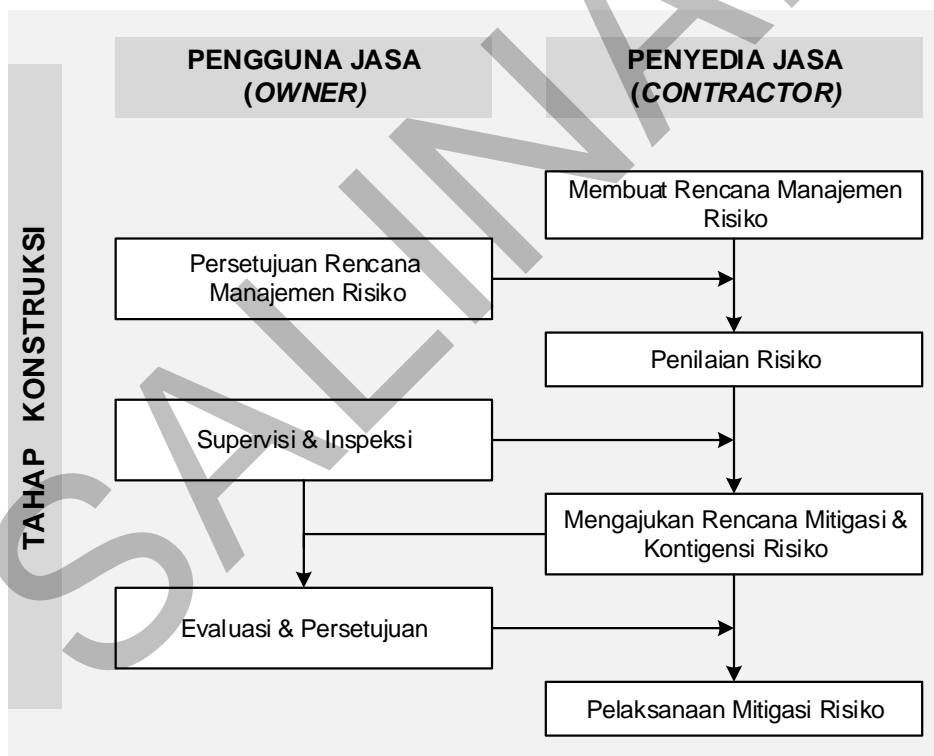 PENGGUNA JASA
(OWNER)
PENYEDIA JASA
(CONTRACTOR)
TAHAP KONSTRUKSI
Membuat Rencana Manajemen
Risiko
Persetujuan Rencana
Manajemen Risiko
Penilaian Risiko
Supervisi & Inspeksi
Mengajukan Rencana Mitigasi &
Kontigensi Risiko
Evaluasi & Persetujuan
Pelaksanaan Mitigasi Risiko
SALINAN